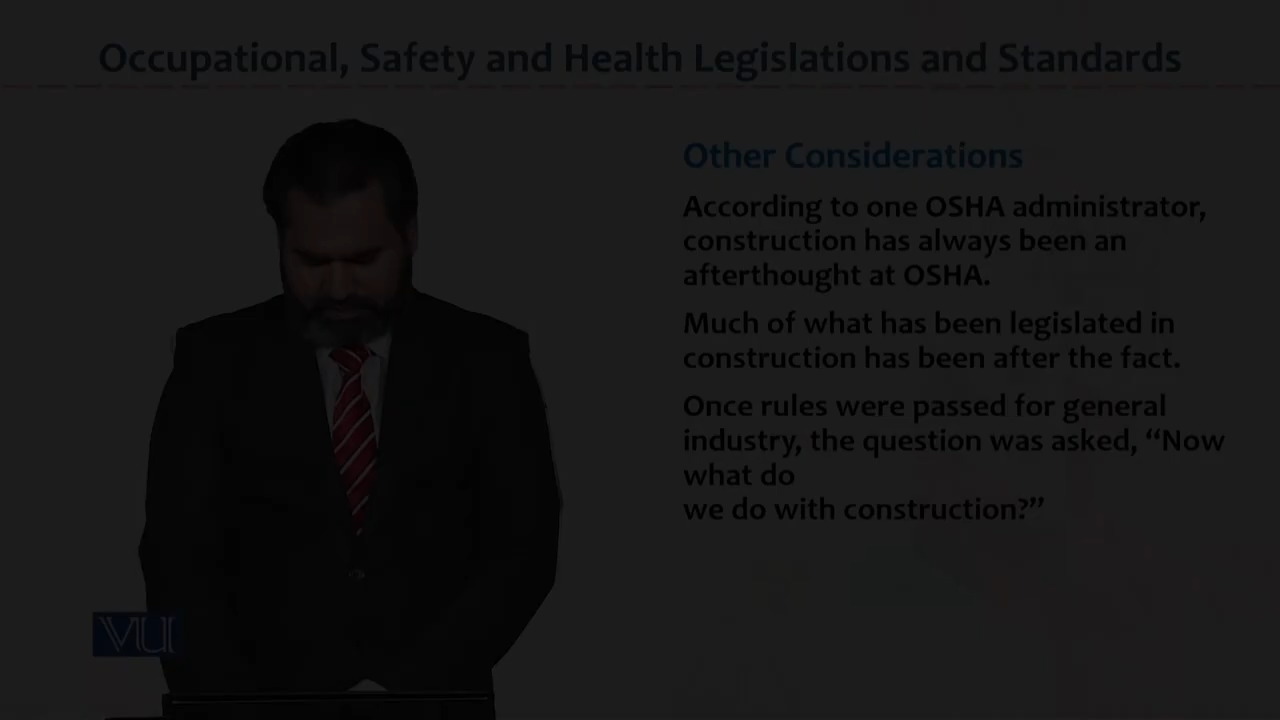 Occupational, Safety and Health Legislations and Standards
Other Considerations
According to one OSHA administrator,
construction has always been an
afterthought at OSHA.
Much of what has been legislated in
construction has been after the fact.
Once rules were passed for general
industry, the question was asked, “Now
what do
we do with construction?”
VU